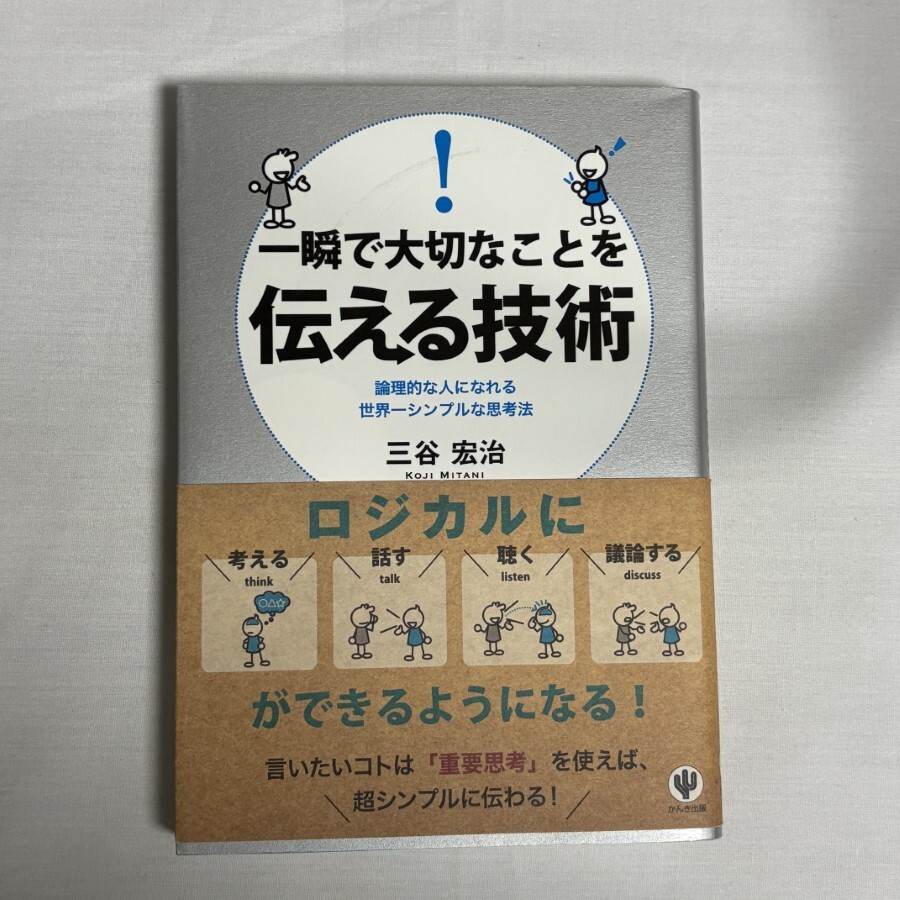 !
!
一瞬で大切なことを
伝える技術
論理的な人になれる
世界一シンプルな思考法
三谷 宏治
KOJI MITANI
ロジカルに
考える
think
話す
talk
聴く
listen
議論する
discuss
ができるようになる!
言いたいコトは「重要思考」を使えば、
超シンプルに伝わる!
かんき出版